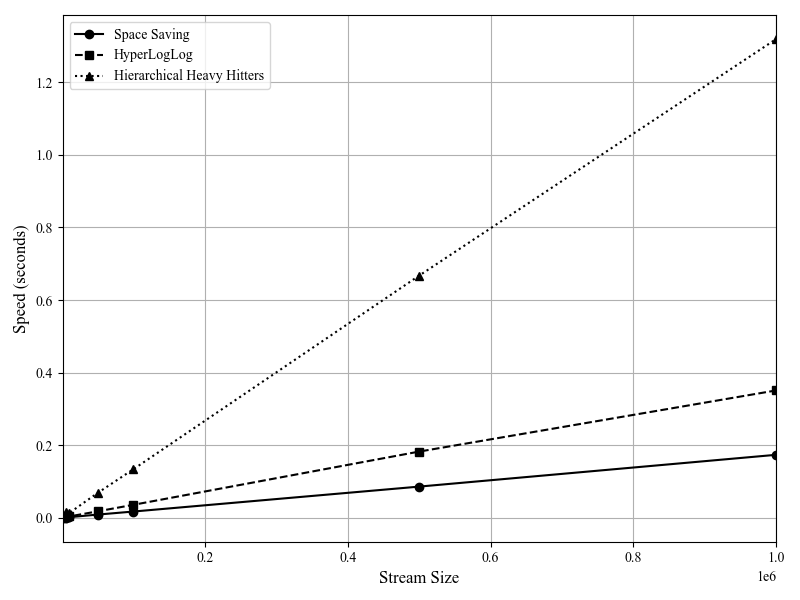 Space Saving
HyperLogLog
Hierarchical Heavy Hitters
Speed (seconds)
1.2
1.0
0.8
0.6
0.4
0.2
0.0
0.2 0.4 0.6 0.8 1.0
1e6
Stream Size